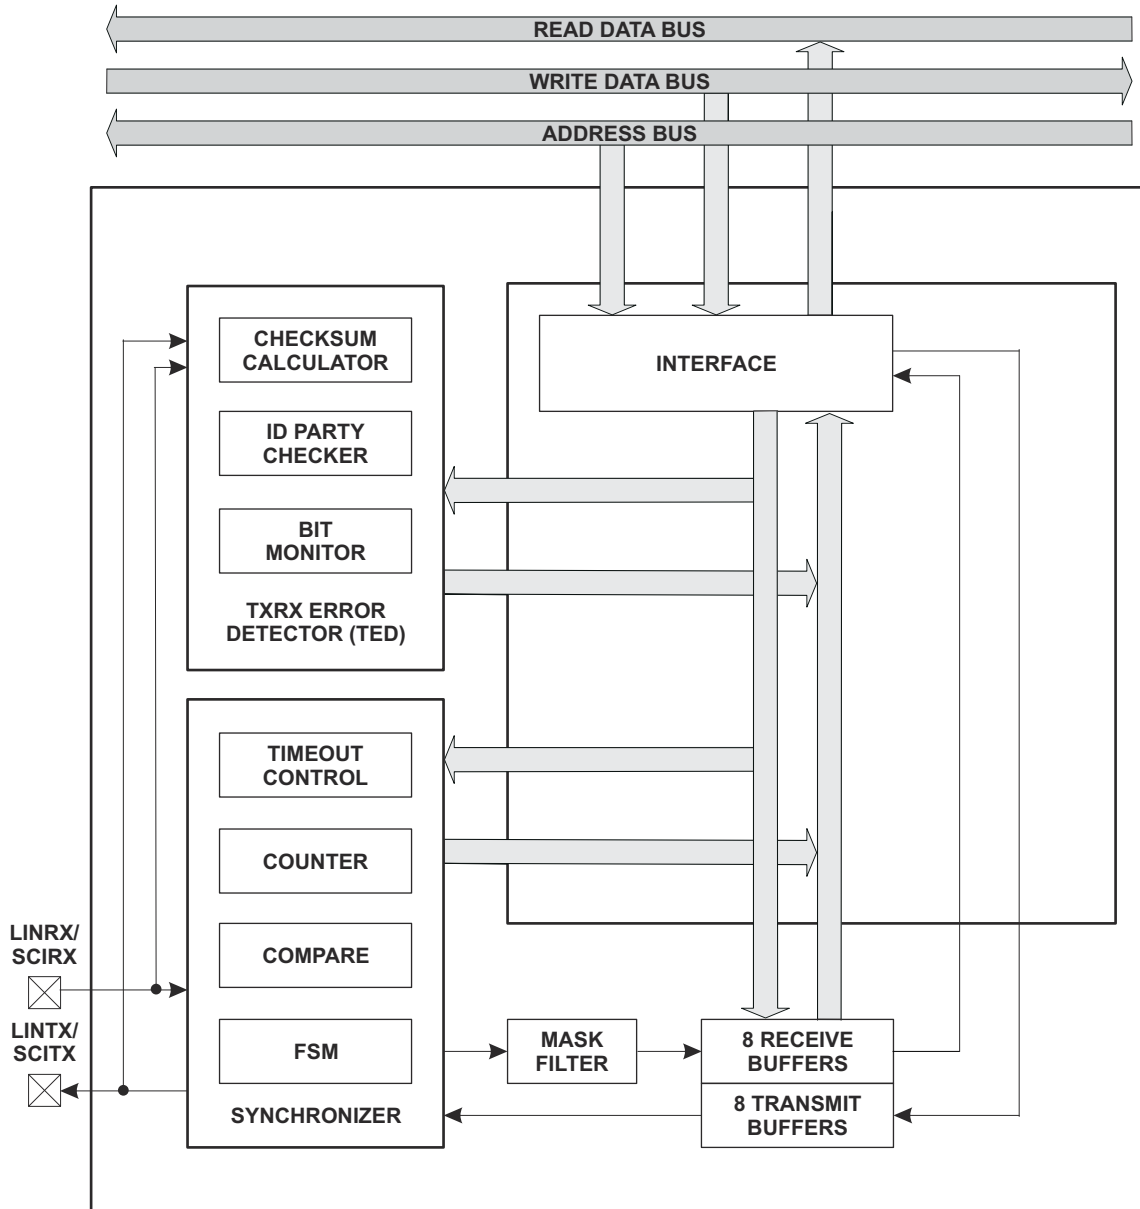 READ DATA BUS
WRITE DATA BUS
ADDRESS BUS
CHECKSUM
CALCULATOR
INTERFACE
ID PARTY
CHECKER
BIT
MONITOR
TXRX ERROR
DETECTOR (TED)
TIMEOUT
CONTROL
COUNTER
COMPARE
LINRX/
SCIRX
LINTX/
SCITX
FSM
SYNCHRONIZER
MASK
FILTER
8 RECEIVE
BUFFERS
8 TRANSMIT
BUFFERS